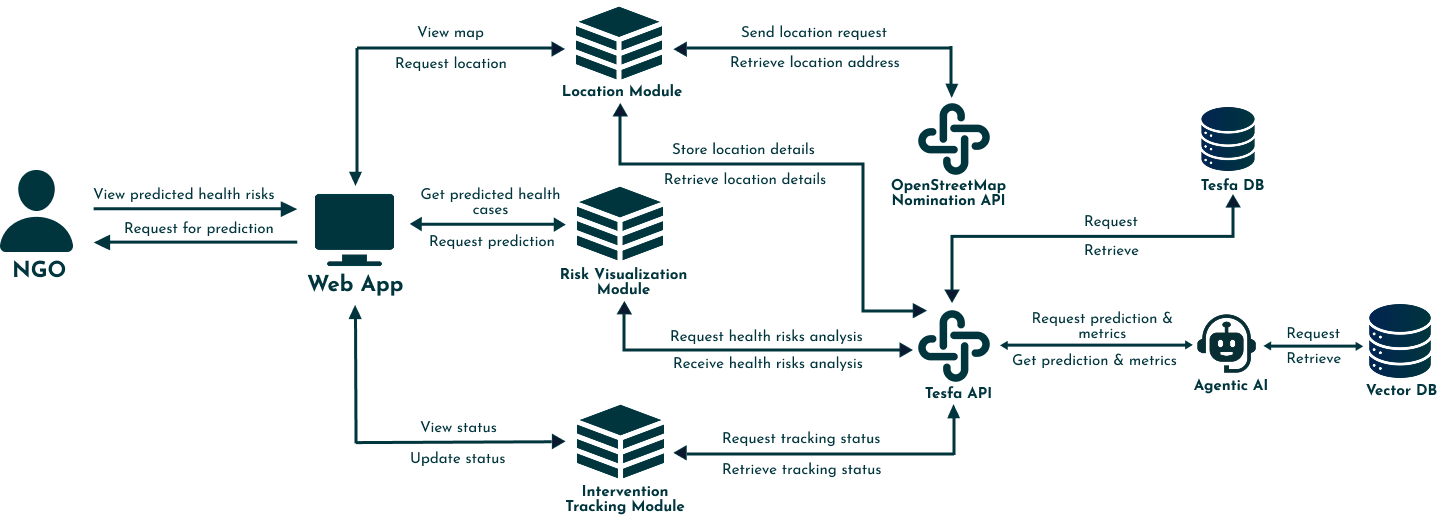 View map
Request location
Location Module
Send location request
Retrieve location address
OpenStreetMap
Nomination API
Store location details
Retrieve location details
Tesfa DB
View predicted health risks
Request for prediction
NGO
Web App
Get predicted health
cases
Request prediction
Risk Visualization
Module
Request
Retrieve
Request health risks analysis
Receive health risks analysis
Tesfa API
Request prediction &
metrics
Get prediction & metrics
Agentic AI
Request
Retrieve
Vector DB
View status
Update status
Intervention
Tracking Module
Request tracking status
Retrieve tracking status